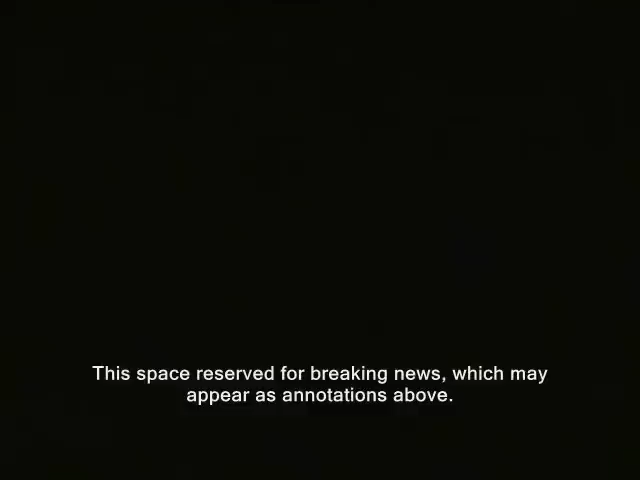 This space reserved for breaking news, which may
appear as annotations above.